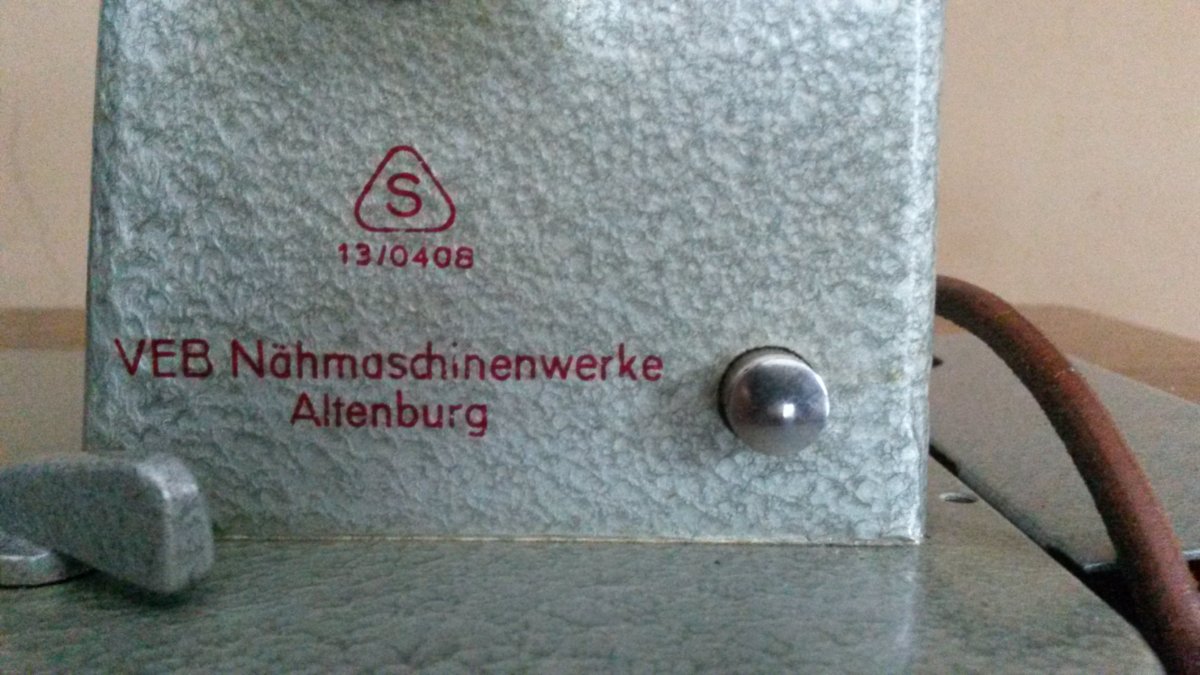 S
13/0408
VEB Nähmaschinenwerke
Altenburg